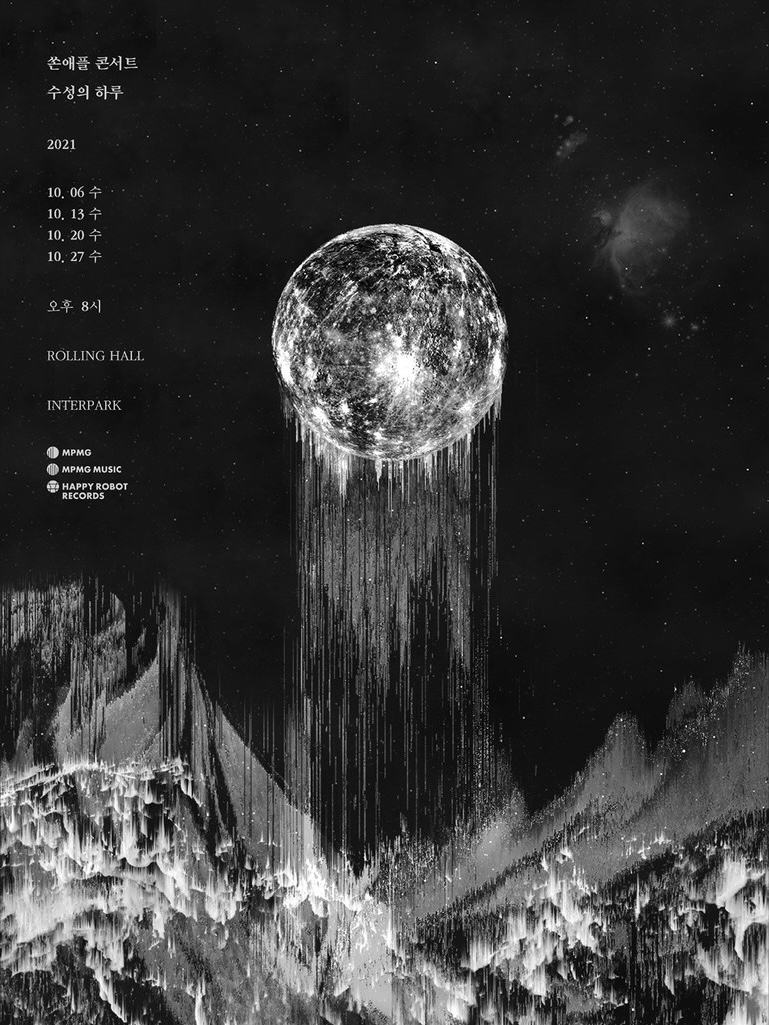 쏜애플 콘서트
수성의 하루
2021
10. 06 수
10. 13 수
10. 20 수
10. 27 수
오후 8시
ROLLING HALL
INTERPARK
MPMG
MPMG MUSIC
HAPPY ROBOT
RECORDS